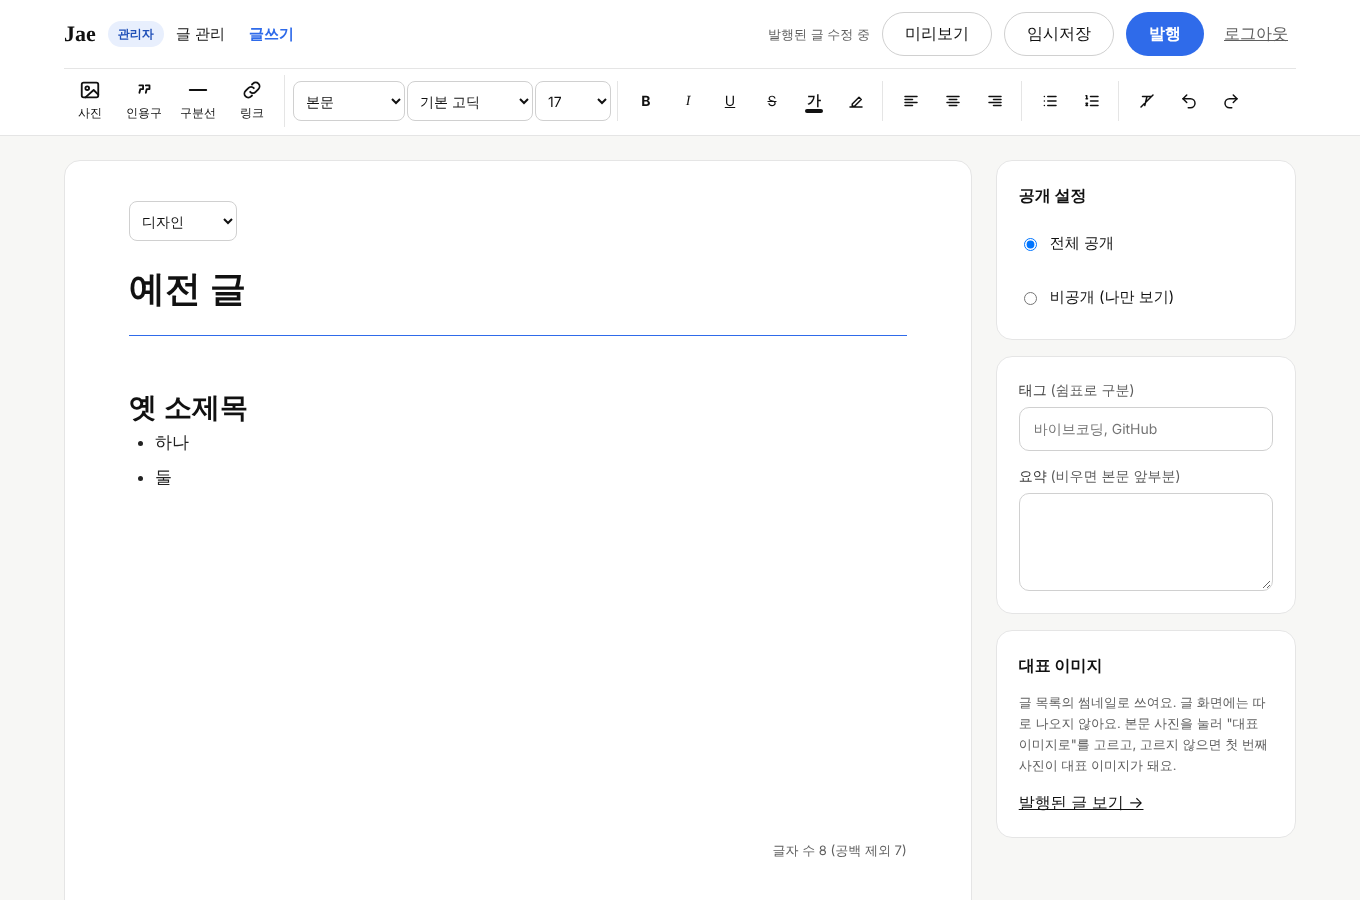 Jae 관리자 글 관리 글쓰기 발행된 글 수정 중 미리보기 임시저장 발행 로그아웃
사진 인용구 구분선 링크 본문 기본 고딕 17 B I U S 가
디자인
예전 글
옛 소제목
하나
둘
글자 수 8 (공백 제외 7)
공개 설정
전체 공개
비공개 (나만 보기)
태그 (쉼표로 구분)
바이브코딩, GitHub
요약 (비우면 본문 앞부분)
대표 이미지
글 목록의 썸네일로 쓰여요. 글 화면에는 따
로 나오지 않아요. 본문 사진을 눌러 "대표
이미지로"를 고르고, 고르지 않으면 첫 번째
사진이 대표 이미지가 돼요.
발행된 글 보기 →